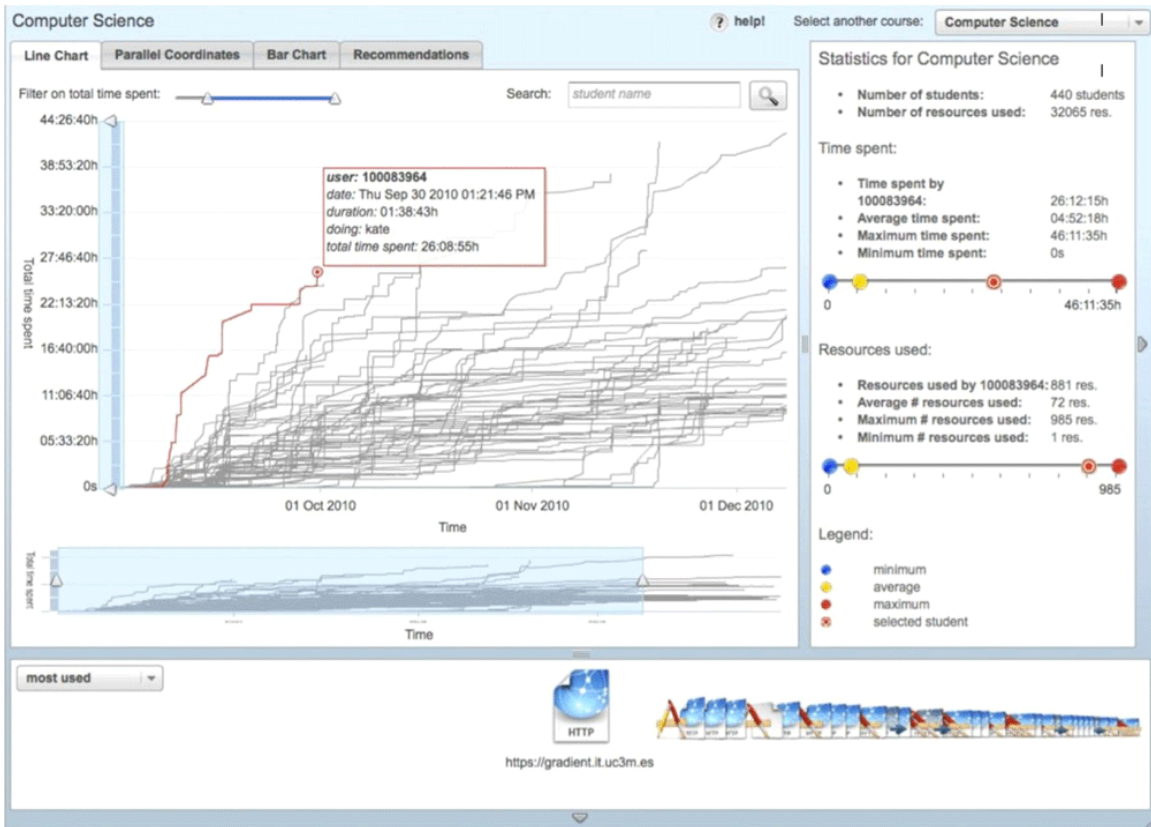 Computer Science
help!
Select another course:
Computer Science
Line Chart
Parallel Coordinates
Bar Chart
Recommendations
Filter on total time spent:
Search:
student name
44:26:40h
38:53:20h
33:20:00h
27:46:40h
22:13:20h
16:40:00h
11:06:40h
05:33:20h
0s
Total time spent
user: 100083964
date: Thu Sep 30 2010 01:21:46 PM
duration: 01:38:43h
doing: kate
total time spent: 26:08:55h
01 Oct 2010
01 Nov 2010
01 Dec 2010
Time
Total time spent
Time
Statistics for Computer Science
• Number of students: 440 students
• Number of resources used: 32065 res.
Time spent:
• Time spent by
100083964: 26:12:15h
• Average time spent: 04:52:18h
• Maximum time spent: 46:11:35h
• Minimum time spent: 0s
0
46:11:35h
Resources used:
• Resources used by 100083964: 881 res.
• Average # resources used: 72 res.
• Maximum # resources used: 985 res.
• Minimum # resources used: 1 res.
0
985
Legend:
minimum
average
maximum
selected student
most used
HTTP
https://gradient.it.uc3m.es